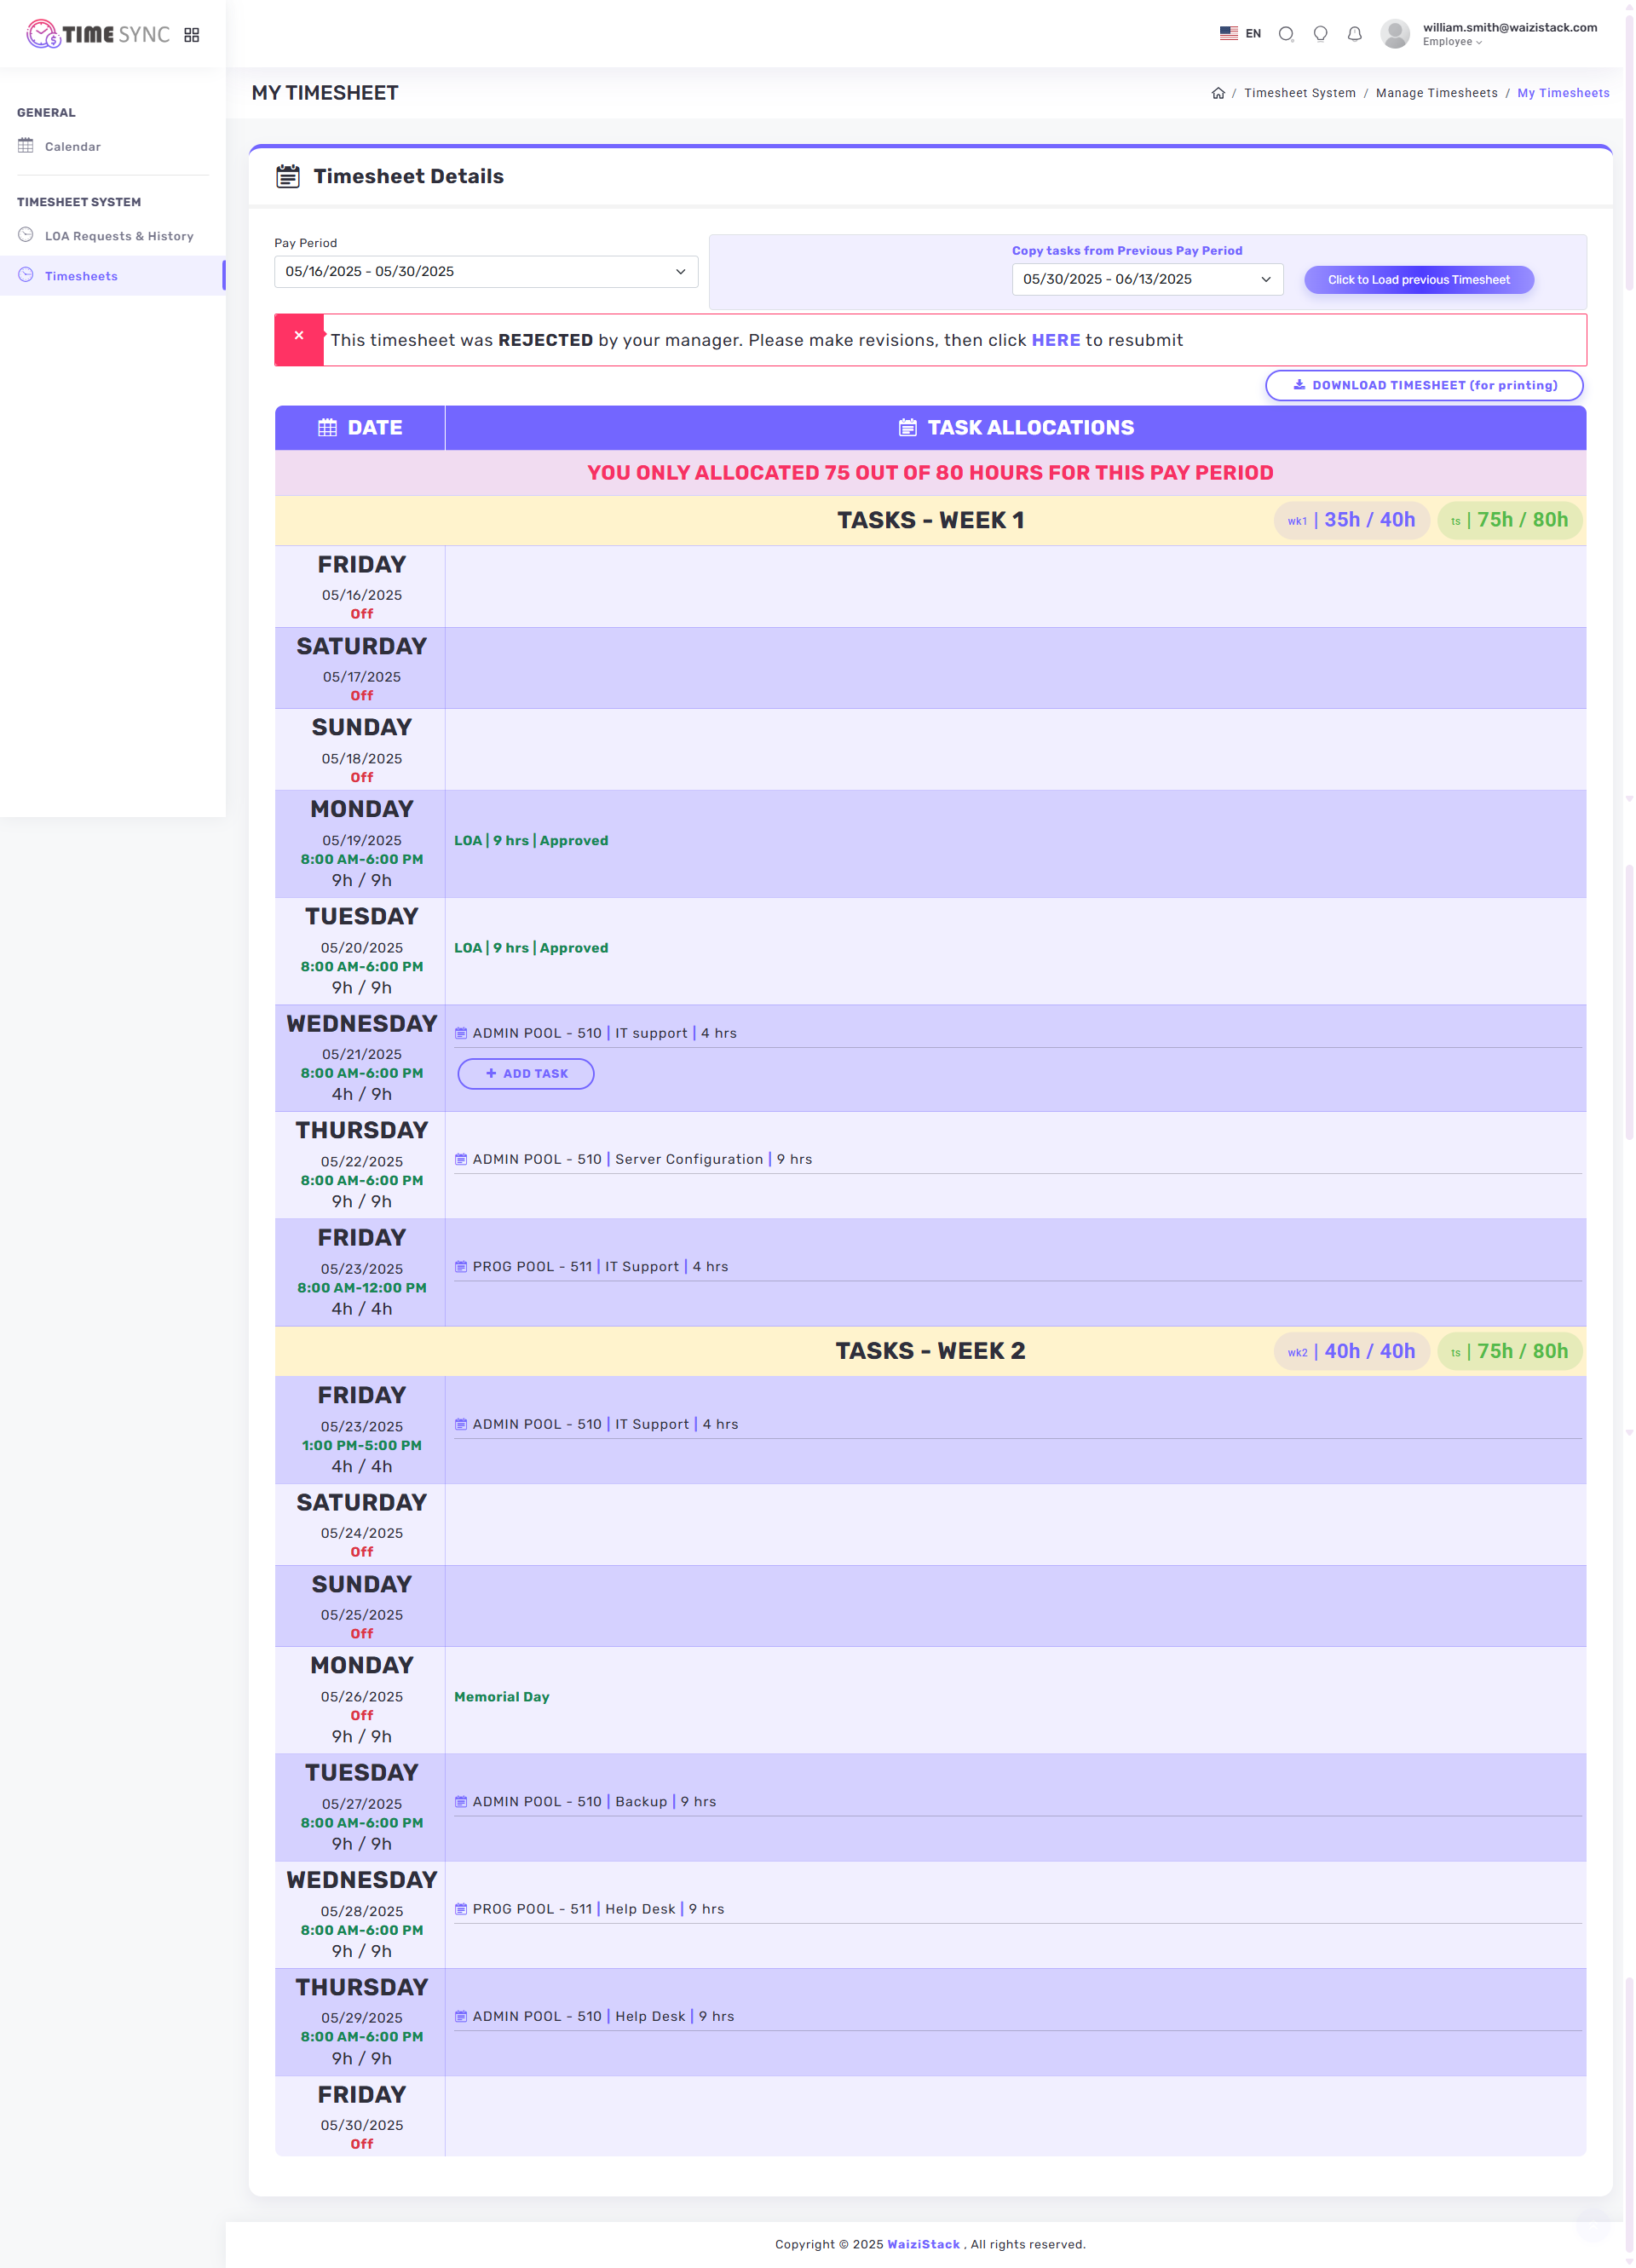 TIME SYNC
EN
william.smith@waizistack.com
Employee
MY TIMESHEET
/ Timesheet System / Manage Timesheets / My Timesheets
GENERAL
Calendar
TIMESHEET SYSTEM
LOA Requests & History
Timesheets
Timesheet Details
Pay Period
05/16/2025 - 05/30/2025
Copy tasks from Previous Pay Period
05/30/2025 - 06/13/2025
Click to Load previous Timesheet
This timesheet was REJECTED by your manager. Please make revisions, then click HERE to resubmit
DOWNLOAD TIMESHEET (for printing)
DATE
TASK ALLOCATIONS
YOU ONLY ALLOCATED 75 OUT OF 80 HOURS FOR THIS PAY PERIOD
TASKS - WEEK 1
wk1 | 35h / 40h
ts | 75h / 80h
FRIDAY
05/16/2025
Off
SATURDAY
05/17/2025
Off
SUNDAY
05/18/2025
Off
MONDAY
05/19/2025
8:00 AM-6:00 PM
9h / 9h
LOA | 9 hrs | Approved
TUESDAY
05/20/2025
8:00 AM-6:00 PM
9h / 9h
LOA | 9 hrs | Approved
WEDNESDAY
05/21/2025
8:00 AM-6:00 PM
4h / 9h
ADMIN POOL - 510 | IT support | 4 hrs
+ ADD TASK
THURSDAY
05/22/2025
8:00 AM-6:00 PM
9h / 9h
ADMIN POOL - 510 | Server Configuration | 9 hrs
FRIDAY
05/23/2025
8:00 AM-12:00 PM
4h / 4h
PROG POOL - 511 | IT Support | 4 hrs
TASKS - WEEK 2
wk2 | 40h / 40h
ts | 75h / 80h
FRIDAY
05/23/2025
1:00 PM-5:00 PM
4h / 4h
ADMIN POOL - 510 | IT Support | 4 hrs
SATURDAY
05/24/2025
Off
SUNDAY
05/25/2025
Off
MONDAY
05/26/2025
Off
9h / 9h
Memorial Day
TUESDAY
05/27/2025
8:00 AM-6:00 PM
9h / 9h
ADMIN POOL - 510 | Backup | 9 hrs
WEDNESDAY
05/28/2025
8:00 AM-6:00 PM
9h / 9h
PROG POOL - 511 | Help Desk | 9 hrs
THURSDAY
05/29/2025
8:00 AM-6:00 PM
9h / 9h
ADMIN POOL - 510 | Help Desk | 9 hrs
FRIDAY
05/30/2025
Off
Copyright © 2025 WaiziStack , All rights reserved.